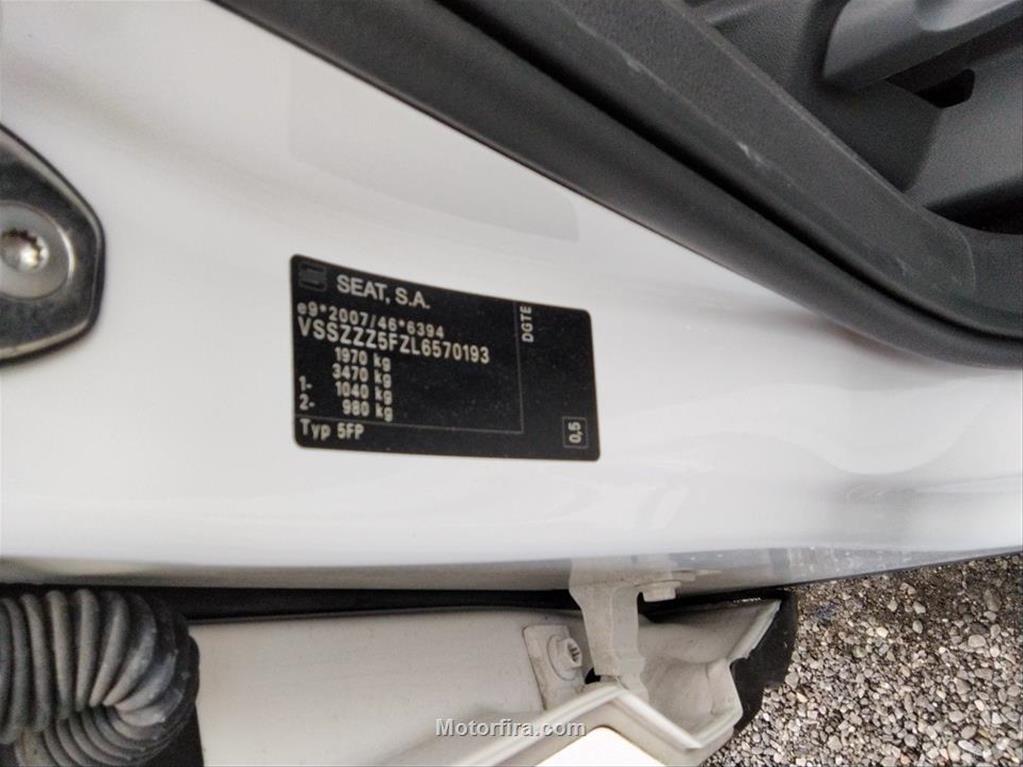 SEAT, S.A.
e9*2007/46*6394
VSSZZZ5FZL6570193
1970 kg
3470 kg
1- 1040 kg
2- 980 kg
Typ 5FP
DGTE
0,5
Motorfira.com